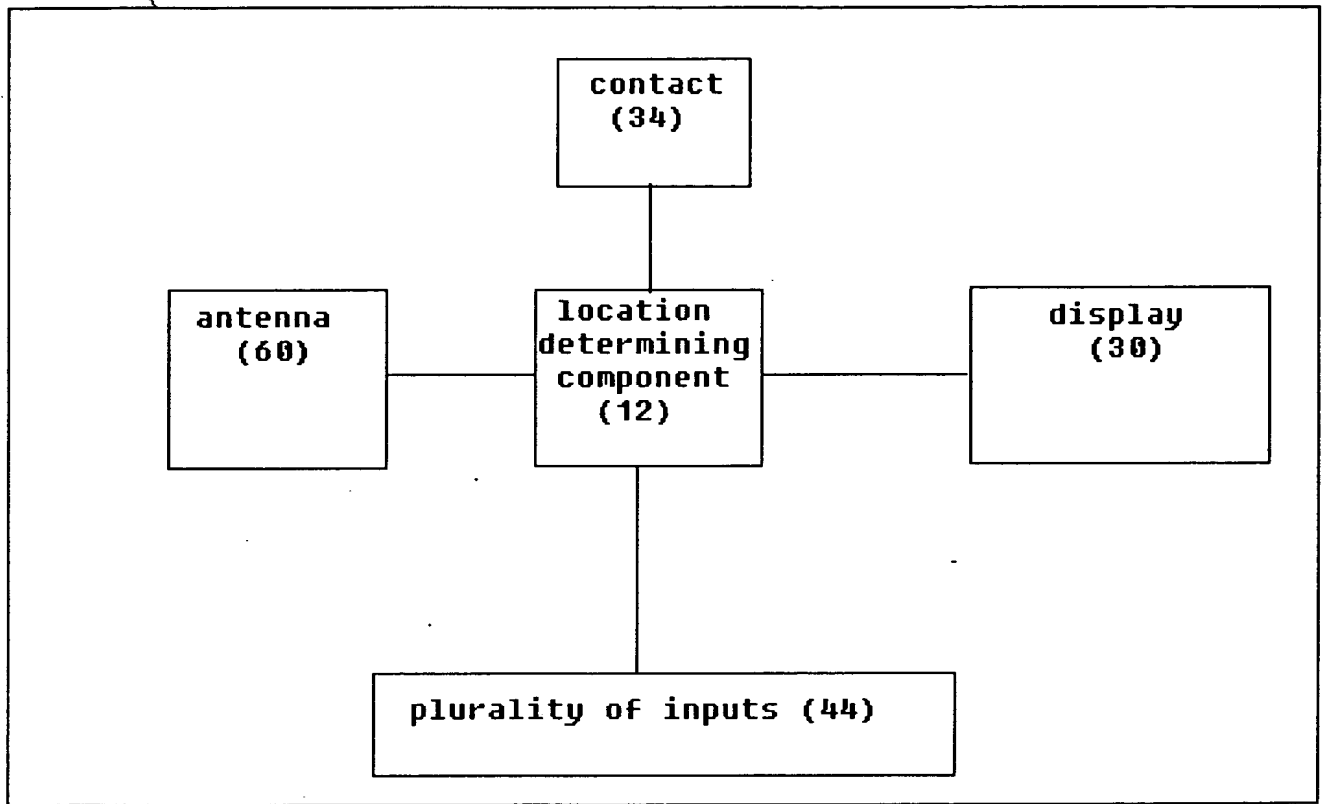 contact
(34)
antenna
(60)
location
determining
component
(12)
display
(30)
plurality of inputs (44)